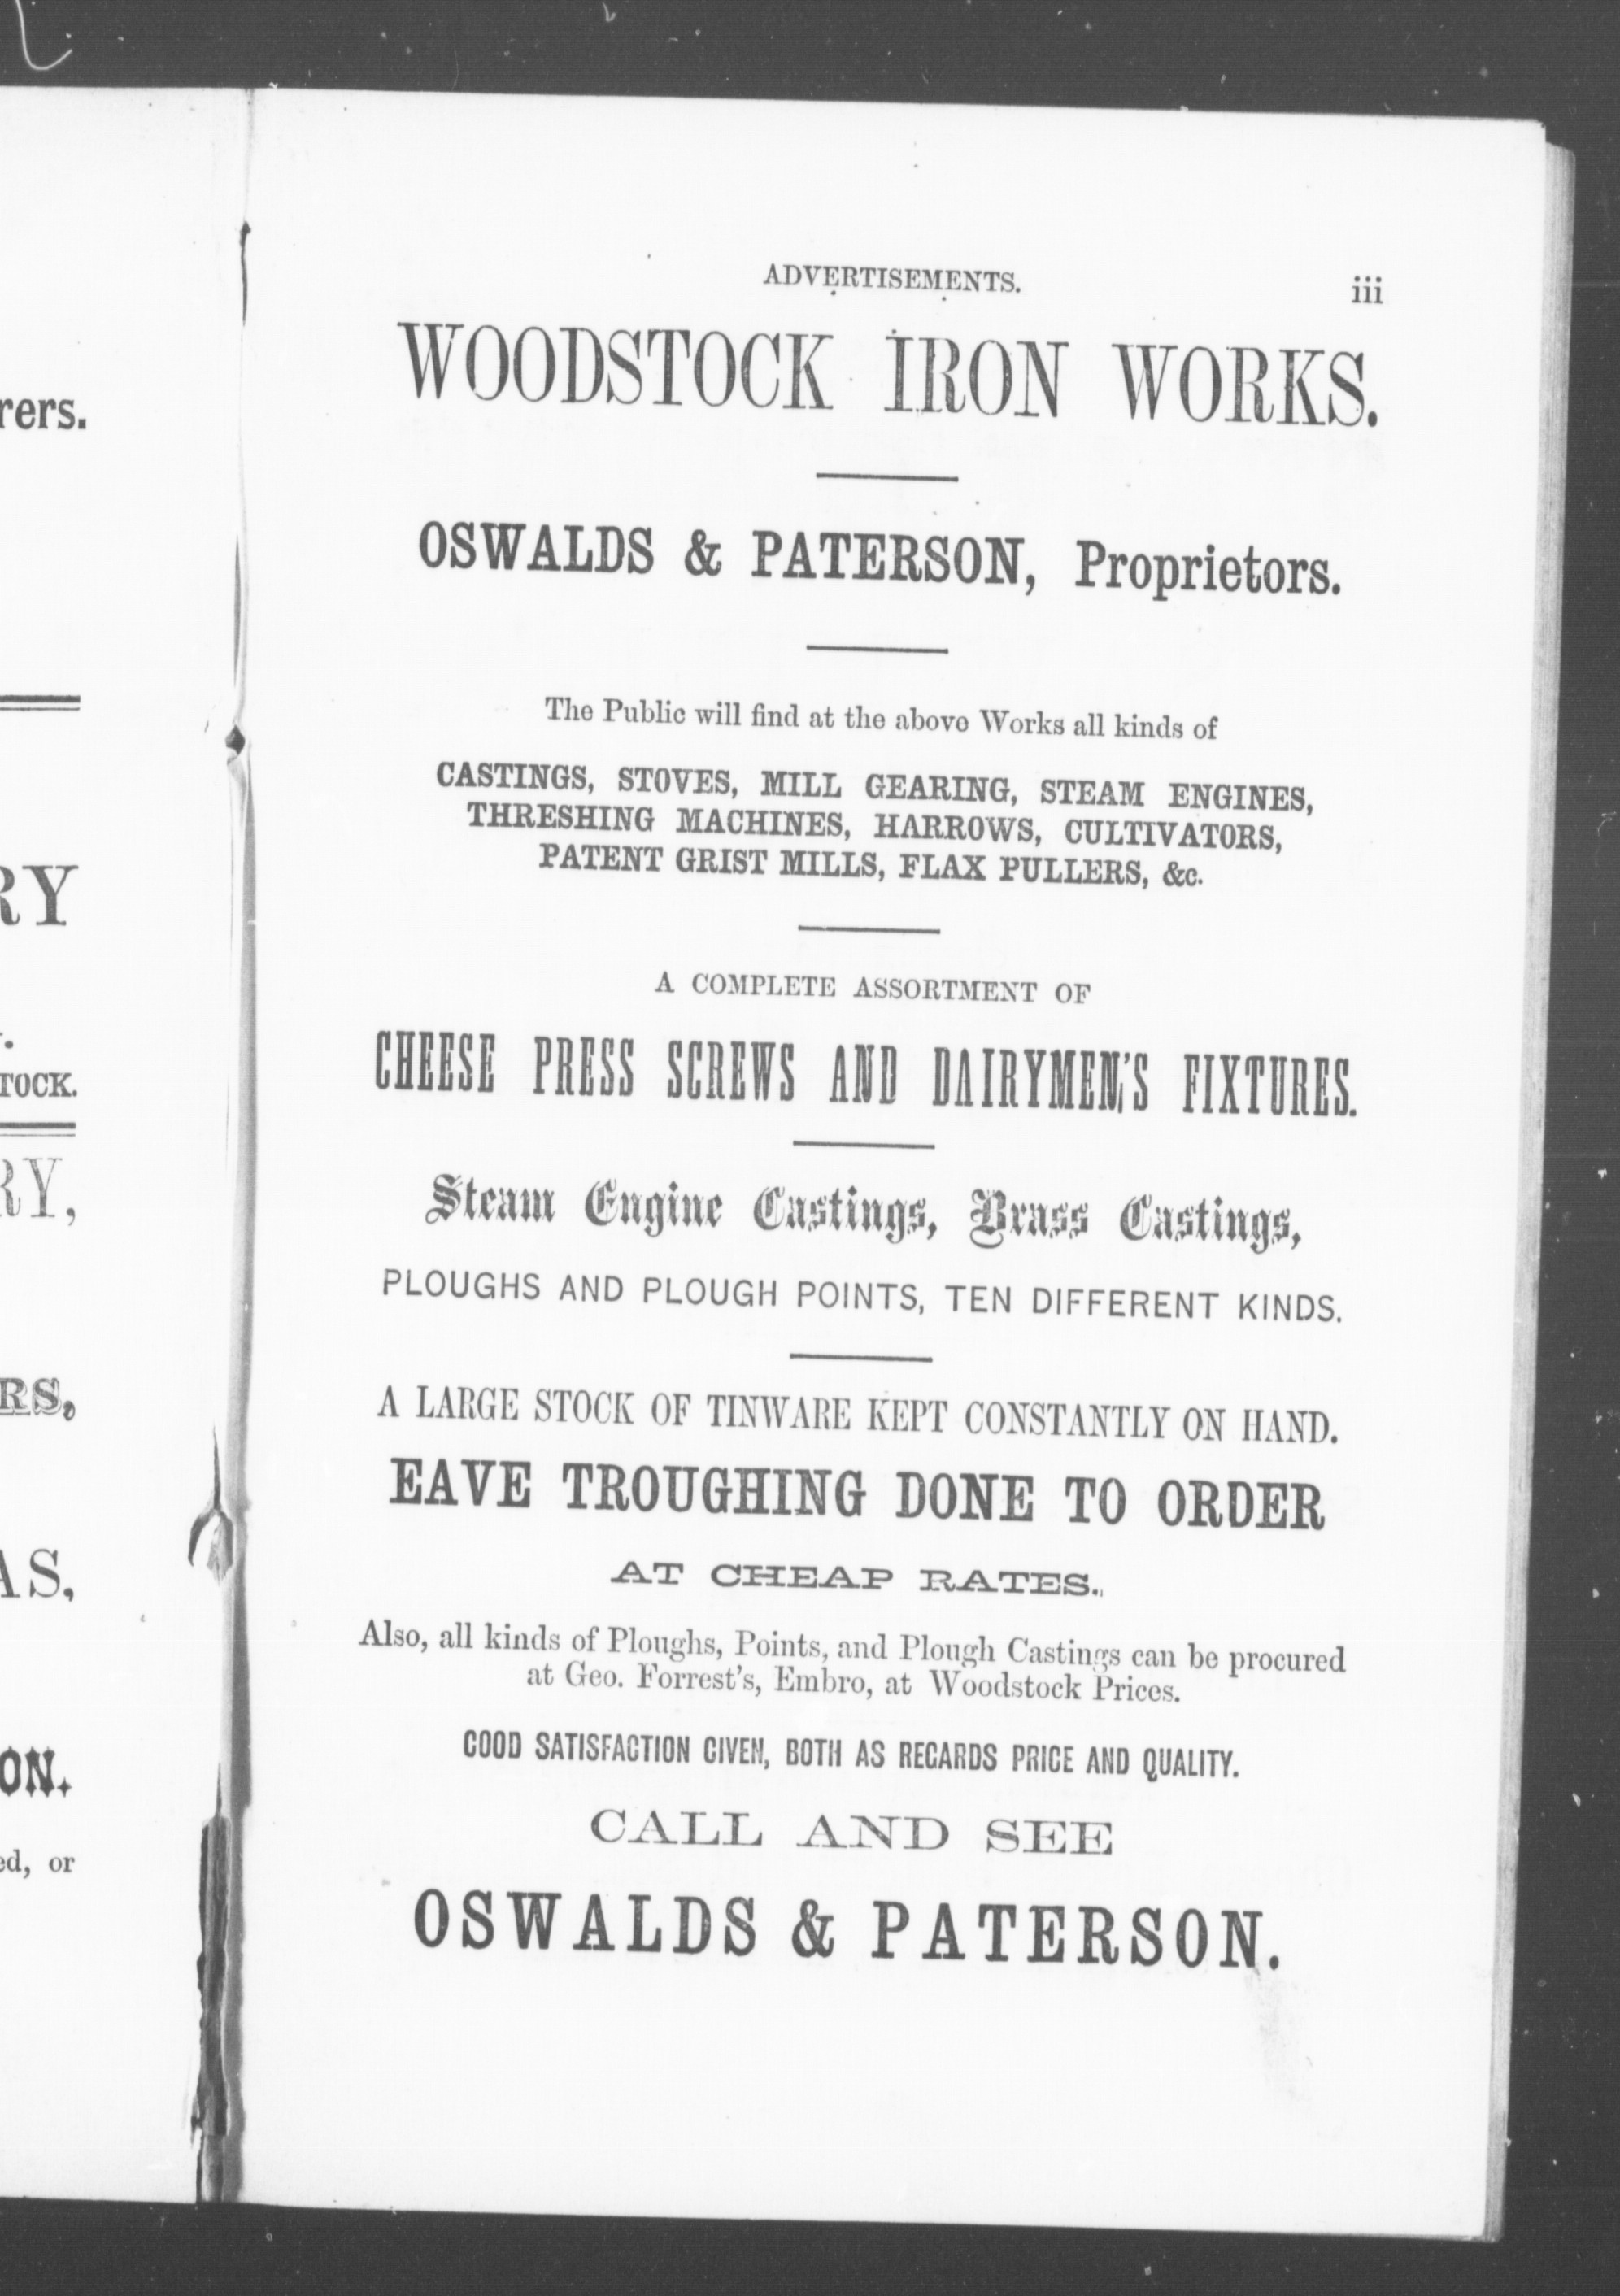 rers.
RY
TOCK.
RY,
RS,
AS,
ON.
ed, or
ADVERTISEMENTS. iii
WOODSTOCK IRON WORKS.
OSWALDS & PATERSON, Proprietors.
The Public will find at the above Works all kinds of
CASTINGS, STOVES, MILL GEARING, STEAM ENGINES,
THRESHING MACHINES, HARROWS, CULTIVATORS,
PATENT GRIST MILLS, FLAX PULLERS, &c.
A COMPLETE ASSORTMENT OF
CHEESE PRESS SCREWS AND DAIRYMEN'S FIXTURES.
Steam Engine Castings, Brass Castings,
PLOUGHS AND PLOUGH POINTS, TEN DIFFERENT KINDS.
A LARGE STOCK OF TINWARE KEPT CONSTANTLY ON HAND.
EAVE TROUGHING DONE TO ORDER
AT CHEAP RATES.
Also, all kinds of Ploughs, Points, and Plough Castings can be procured
at Geo. Forrest's, Embro, at Woodstock Prices.
GOOD SATISFACTION GIVEN, BOTH AS REGARDS PRICE AND QUALITY.
CALL AND SEE
OSWALDS & PATERSON.